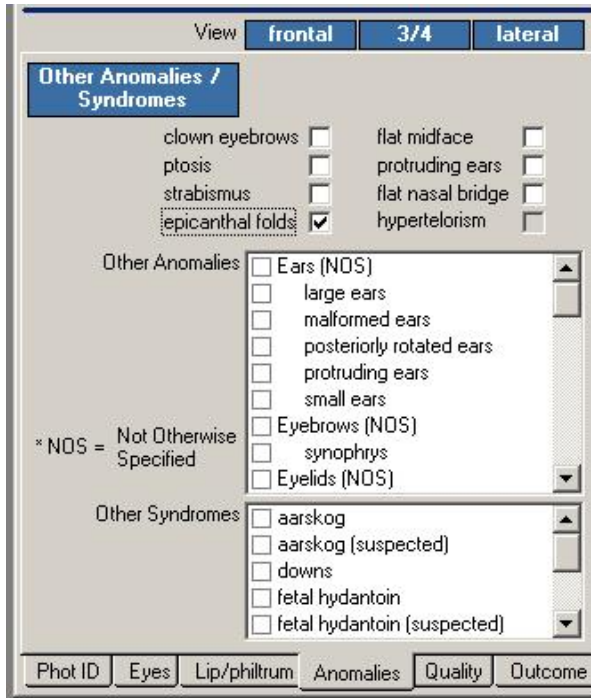 View frontal 3/4 lateral
Other Anomalies /
Syndromes
clown eyebrows flat midface
ptosis protruding ears
strabismus flat nasal bridge
epicanthal folds hypertelorism
Other Anomalies Ears (NOS)
large ears
malformed ears
posteriorly rotated ears
protruding ears
small ears
Eyebrows (NOS)
* NOS = Not Otherwise
Specified
synophrys
Eyelids (NOS)
Other Syndromes aarskog
aarskog (suspected)
downs
fetal hydantoin
fetal hydantoin (suspected)
Phot ID Eyes Lip/philtrum Anomalies Quality Outcome